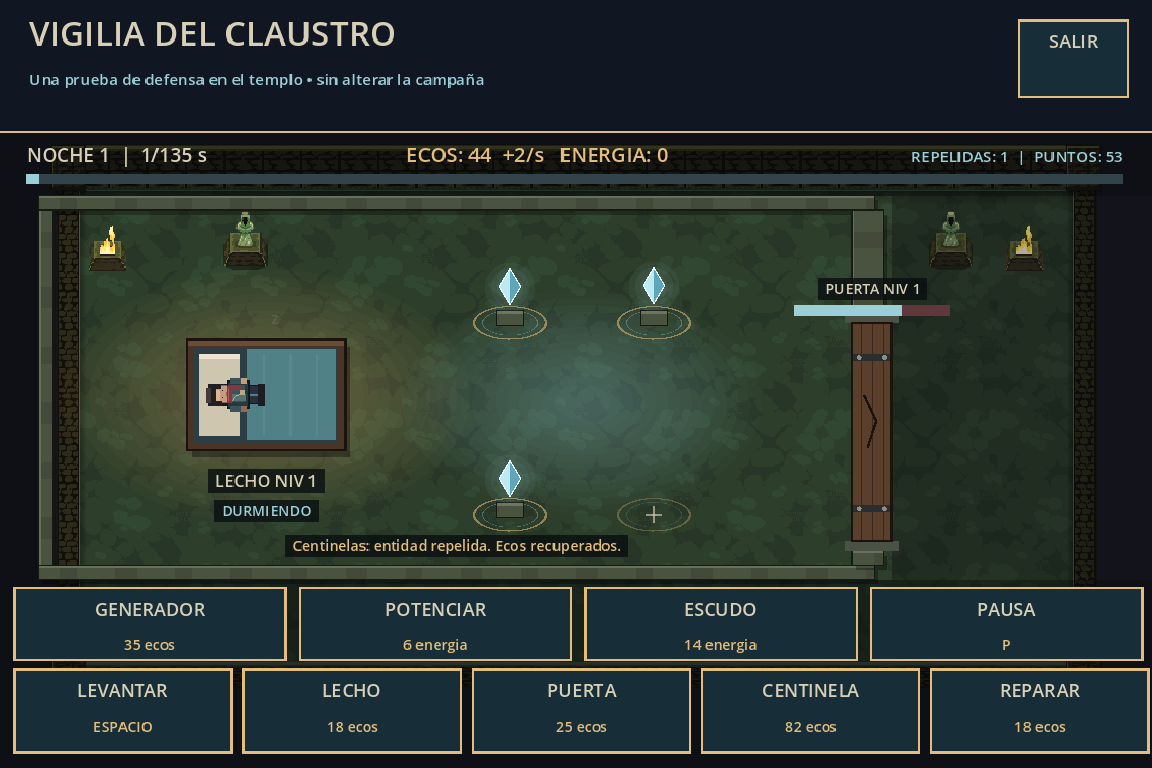 VIGILIA DEL CLAUSTRO
SALIR
Una prueba de defensa en el templo • sin alterar la campaña
NOCHE 1 | 1/135 s
ECOS: 44 +2/s ENERGIA: 0
REPELIDAS: 1 | PUNTOS: 53
PUERTA NIV 1
z
LECHO NIV 1
DURMIENDO
Centinelas: entidad repelida. Ecos recuperados.
GENERADOR
35 ecos
POTENCIAR
6 energia
ESCUDO
14 energia
PAUSA
P
LEVANTAR
ESPACIO
LECHO
18 ecos
PUERTA
25 ecos
CENTINELA
82 ecos
REPARAR
18 ecos